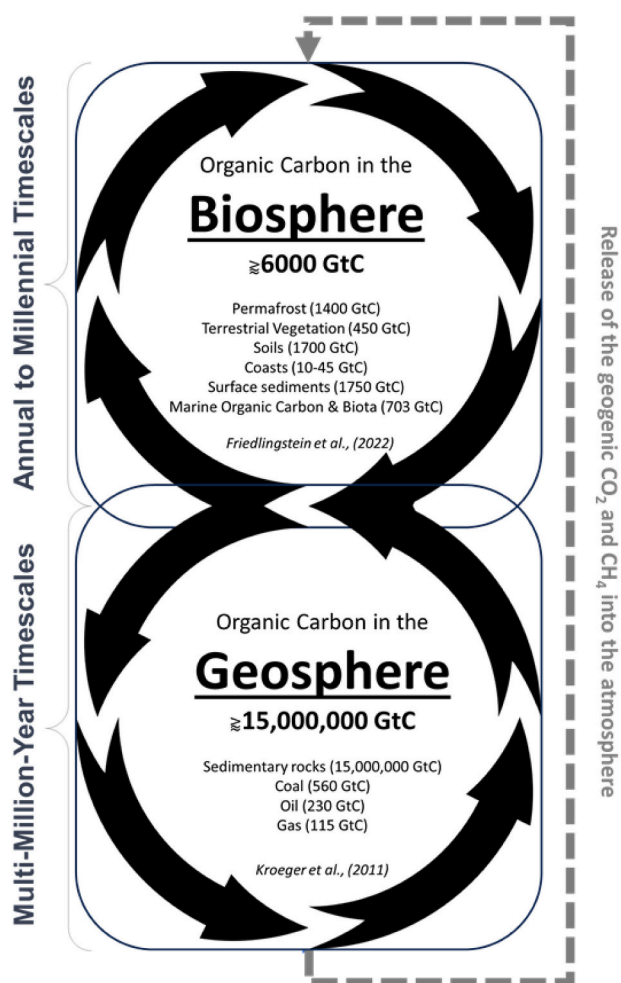 Annual to Millennial Timescales
Organic Carbon in the
Biosphere
⪎6000 GtC
Permafrost (1400 GtC)
Terrestrial Vegetation (450 GtC)
Soils (1700 GtC)
Coasts (10-45 GtC)
Surface sediments (1750 GtC)
Marine Organic Carbon & Biota (703 GtC)
Friedlingstein et al., (2022)
Multi-Million-Year Timescales
Organic Carbon in the
Geosphere
⪎15,000,000 GtC
Sedimentary rocks (15,000,000 GtC)
Coal (560 GtC)
Oil (230 GtC)
Gas (115 GtC)
Kroeger et al., (2011)
Release of the geogenic CO₂ and CH₄ into the atmosphere